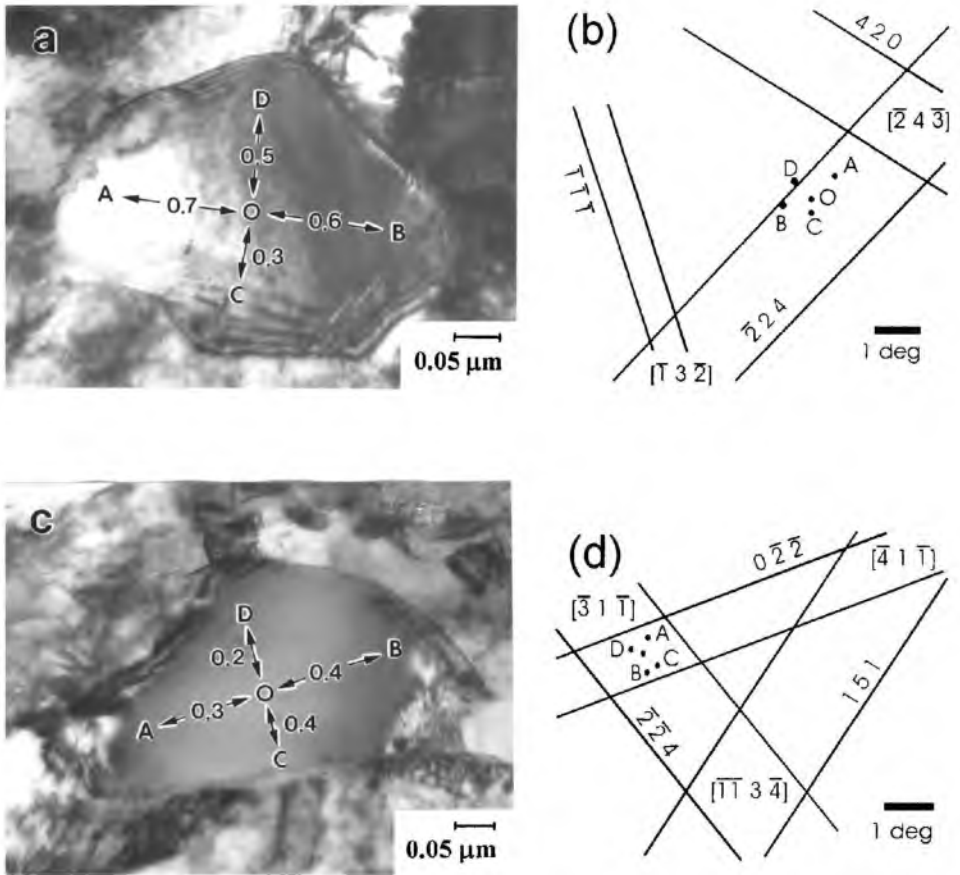 a
D
0.5
A 0.7 O 0.6 B
0.3
C
0.05 μm
(b)
4 2 0
[2̄ 4 3̄]
1̄ 1̄ 1̄
D A
B O
C
2̄ 2 4
1 deg
[1̄ 3 2̄]
c
D
0.2
O 0.4 B
A 0.3
0.4
C
0.05 μm
(d)
0 2̄ 2̄
[4̄ 1 1̄]
[3̄ 1 1̄]
A
D
C
B
1 5 1
2̄ 2̄ 4
[1̄1̄ 3 4̄]
1 deg